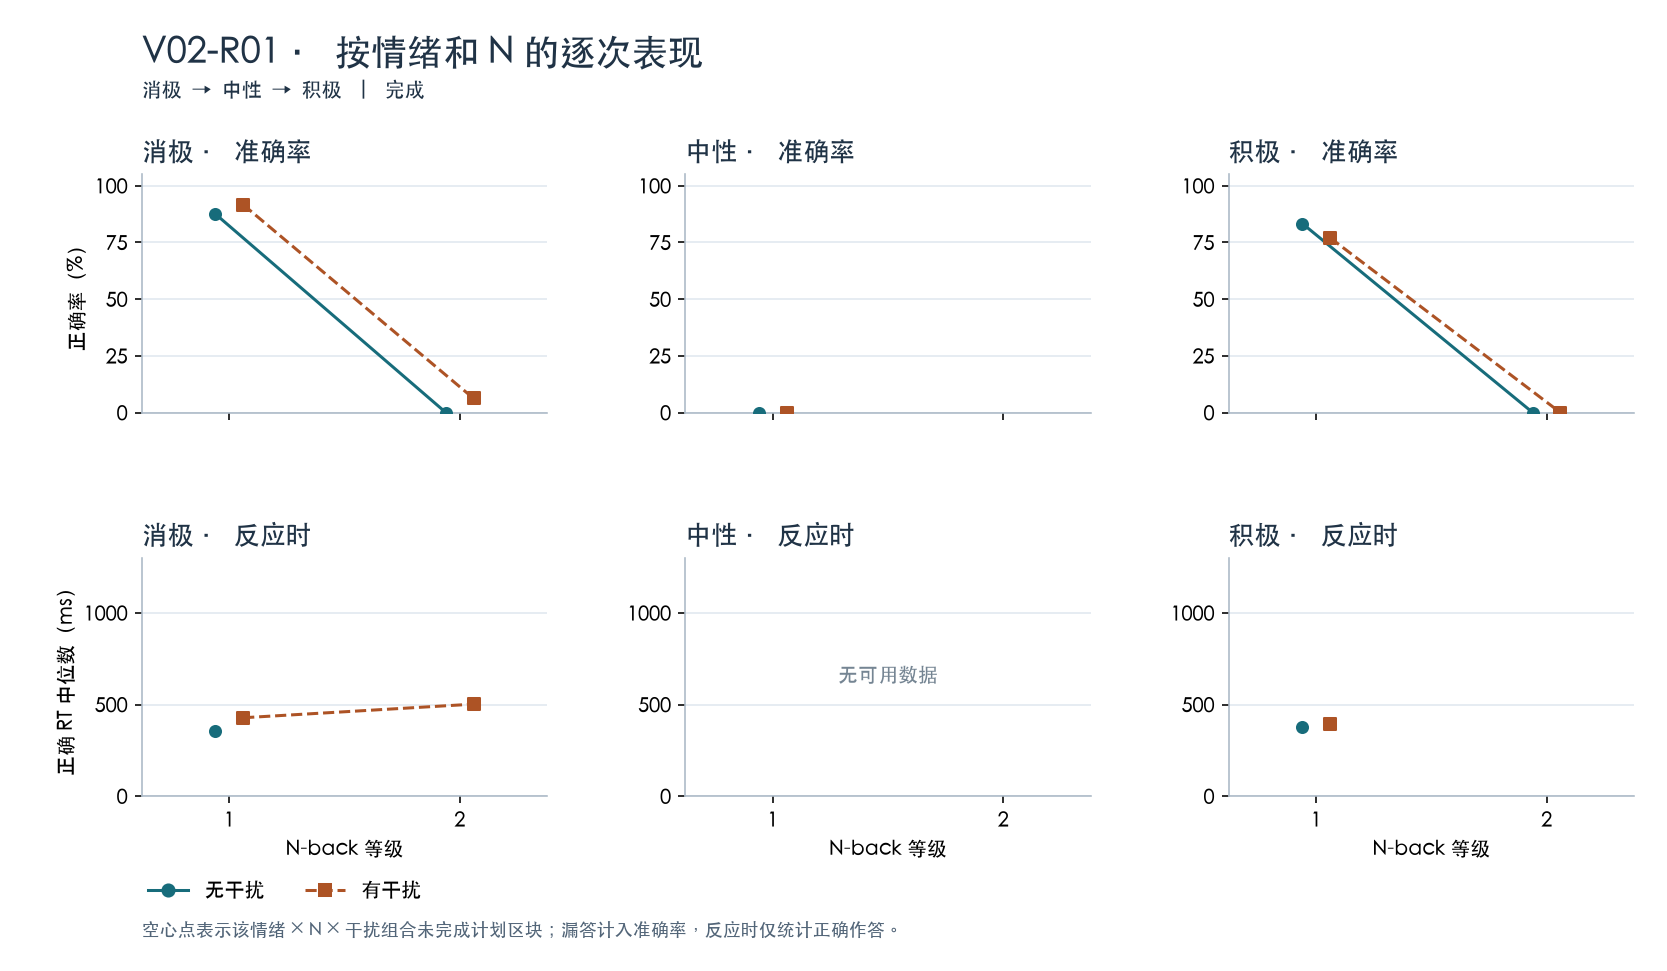 V02-R01 · 按情绪和 N 的逐次表现
消极 → 中性 → 积极 | 完成
消极 · 准确率
中性 · 准确率
积极 · 准确率
正确率 (%)
100
75
50
25
0
100
75
50
25
0
100
75
50
25
0
消极 · 反应时
中性 · 反应时
积极 · 反应时
正确 RT 中位数 (ms)
1000
500
0
1000
500
0
1000
500
0
无可用数据
1
2
1
2
1
2
N-back 等级
N-back 等级
N-back 等级
无干扰
有干扰
空心点表示该情绪 × N × 干扰组合未完成计划区块；漏答计入准确率，反应时仅统计正确作答。